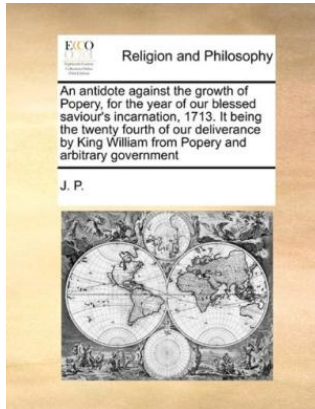 ECCO
Religion and Philosophy
An antidote against the growth of
Popery, for the year of our blessed
saviour's incarnation, 1713. It being
the twenty fourth of our deliverance
by King William from Popery and
arbitrary government
J. P.